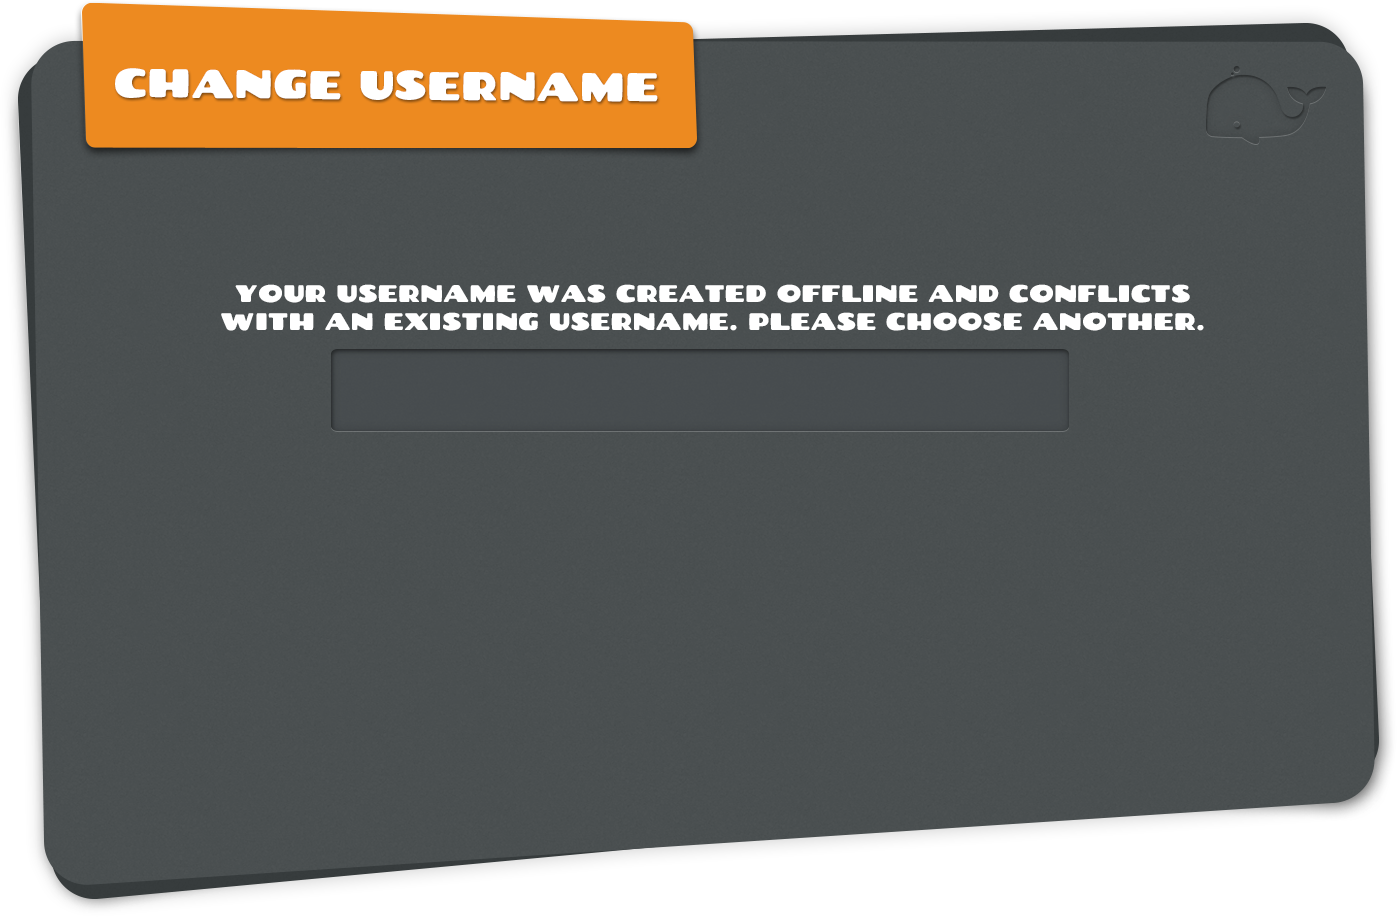 CHANGE USERNAME
YOUR USERNAME WAS CREATED OFFLINE AND CONFLICTS
WITH AN EXISTING USERNAME. PLEASE CHOOSE ANOTHER.